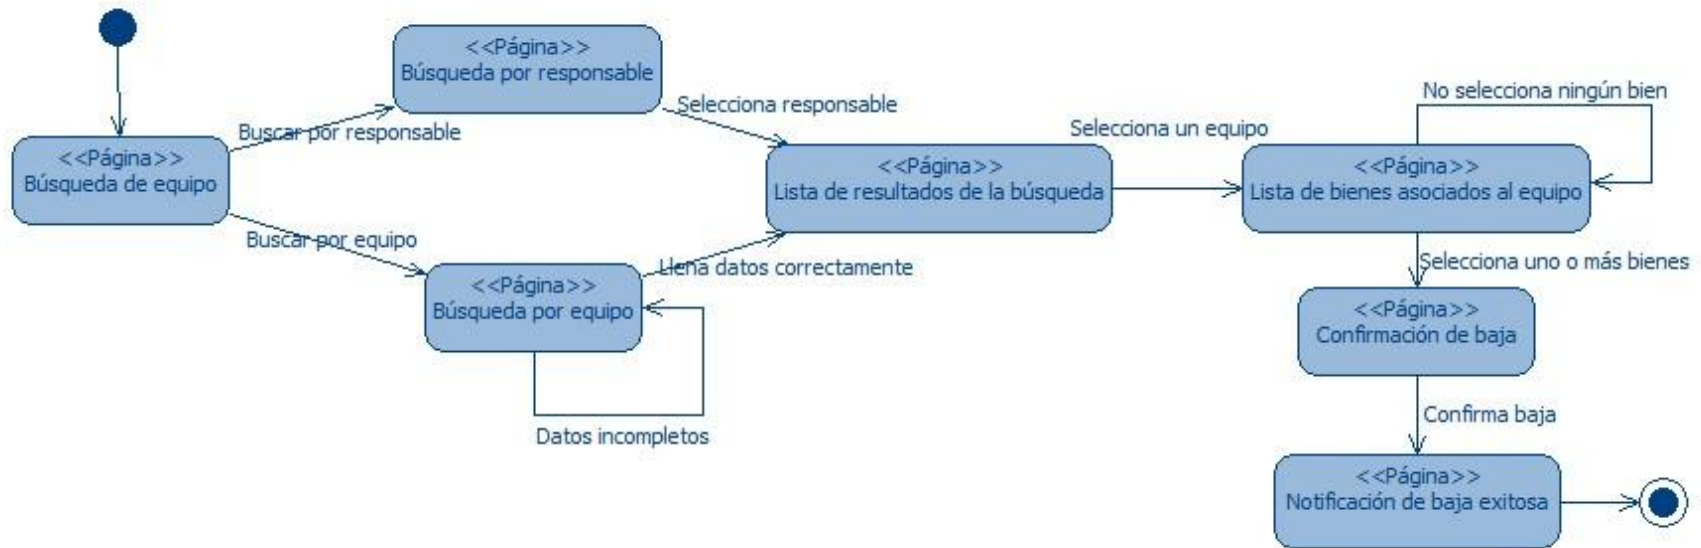 <<Página>>
Búsqueda por responsable
Buscar por responsable
Selecciona responsable
<<Página>>
Búsqueda de equipo
Buscar por equipo
<<Página>>
Búsqueda por equipo
Llena datos correctamente
Datos incompletos
<<Página>>
Lista de resultados de la búsqueda
Selecciona un equipo
No selecciona ningún bien
<<Página>>
Lista de bienes asociados al equipo
Selecciona uno o más bienes
<<Página>>
Confirmación de baja
Confirma baja
<<Página>>
Notificación de baja exitosa